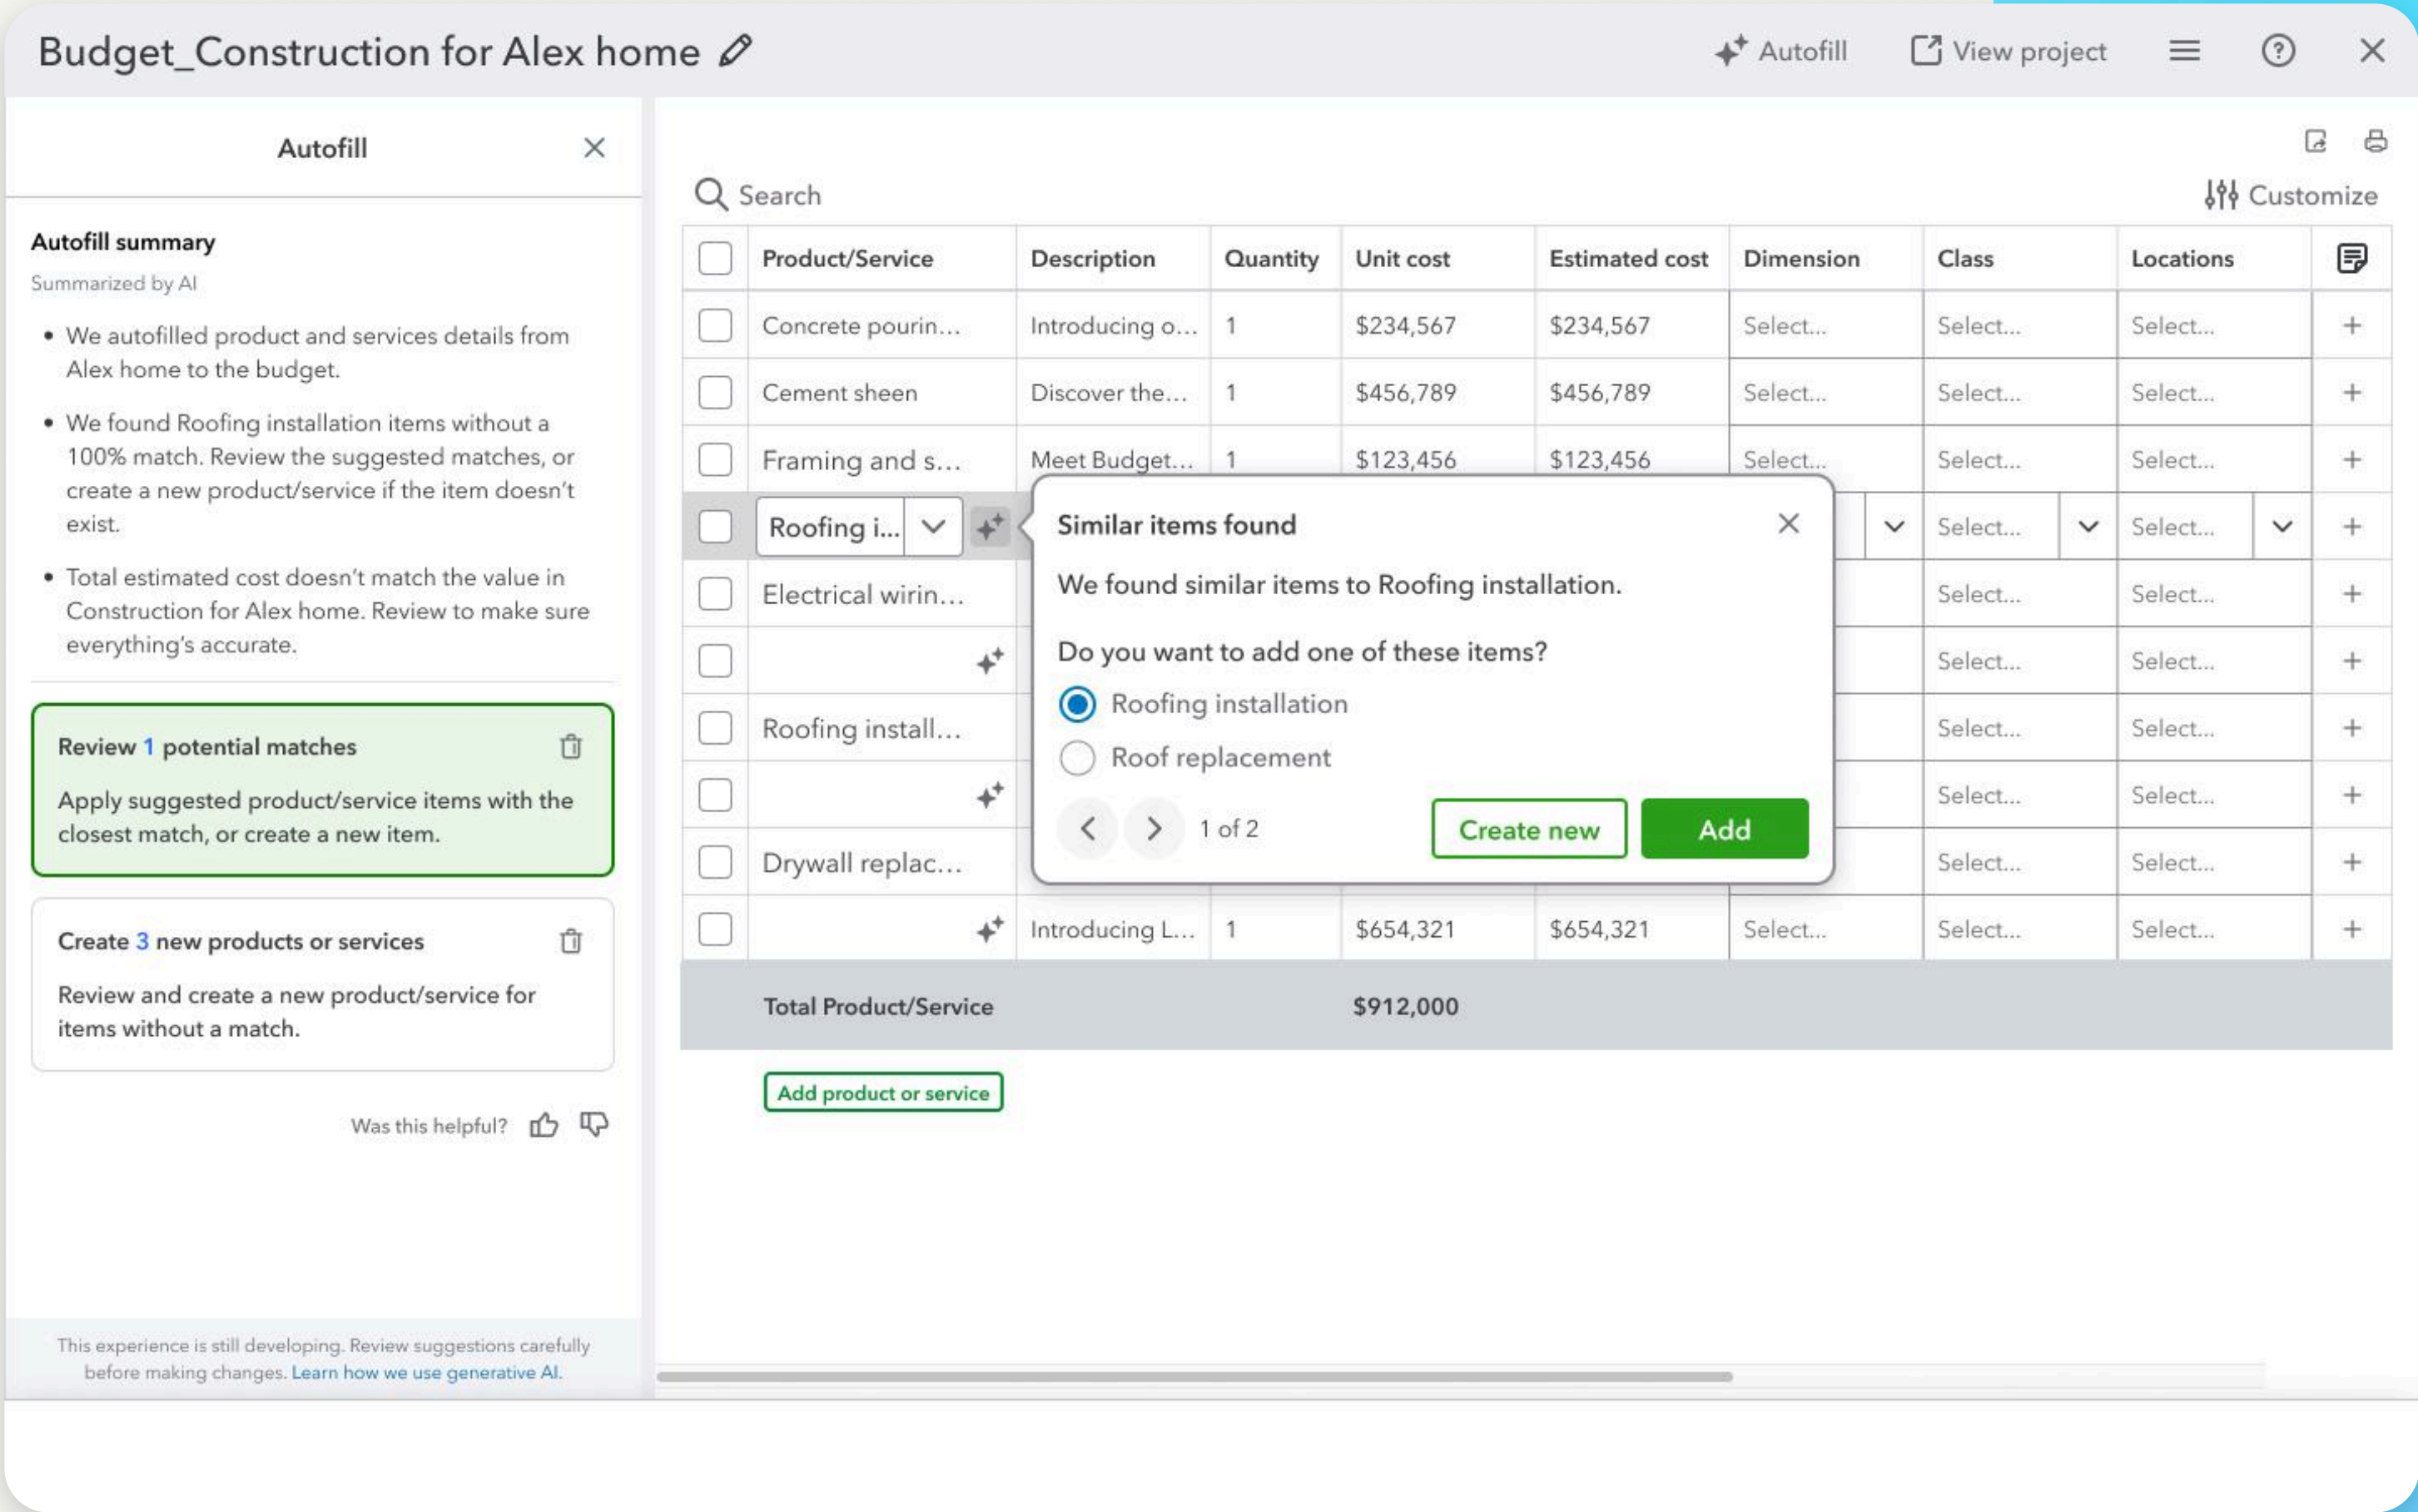 Budget_Construction for Alex home
Autofill
View project
Autofill
Autofill summary
Summarized by AI
• We autofilled product and services details from
Alex home to the budget.
• We found Roofing installation items without a
100% match. Review the suggested matches, or
create a new product/service if the item doesn't
exist.
• Total estimated cost doesn't match the value in
Construction for Alex home. Review to make sure
everything's accurate.
Review 1 potential matches
Apply suggested product/service items with the
closest match, or create a new item.
Create 3 new products or services
Review and create a new product/service for
items without a match.
Was this helpful?
This experience is still developing. Review suggestions carefully
before making changes. Learn how we use generative AI.
Search
Customize
Product/Service Description Quantity Unit cost Estimated cost Dimension Class Locations
Concrete pourin... Introducing o... 1 $234,567 $234,567 Select... Select... Select...
Cement sheen Discover the... 1 $456,789 $456,789 Select... Select... Select...
Framing and s... Meet Budget... 1 $123,456 $123,456 Select... Select... Select...
Roofing i... Select... Select...
Electrical wirin... Select... Select...
Select... Select...
Roofing install... Select... Select...
Select... Select...
Drywall replac... Select... Select...
Introducing L... 1 $654,321 $654,321 Select... Select... Select...
Total Product/Service $912,000
Add product or service
Similar items found
We found similar items to Roofing installation.
Do you want to add one of these items?
Roofing installation
Roof replacement
1 of 2
Create new
Add